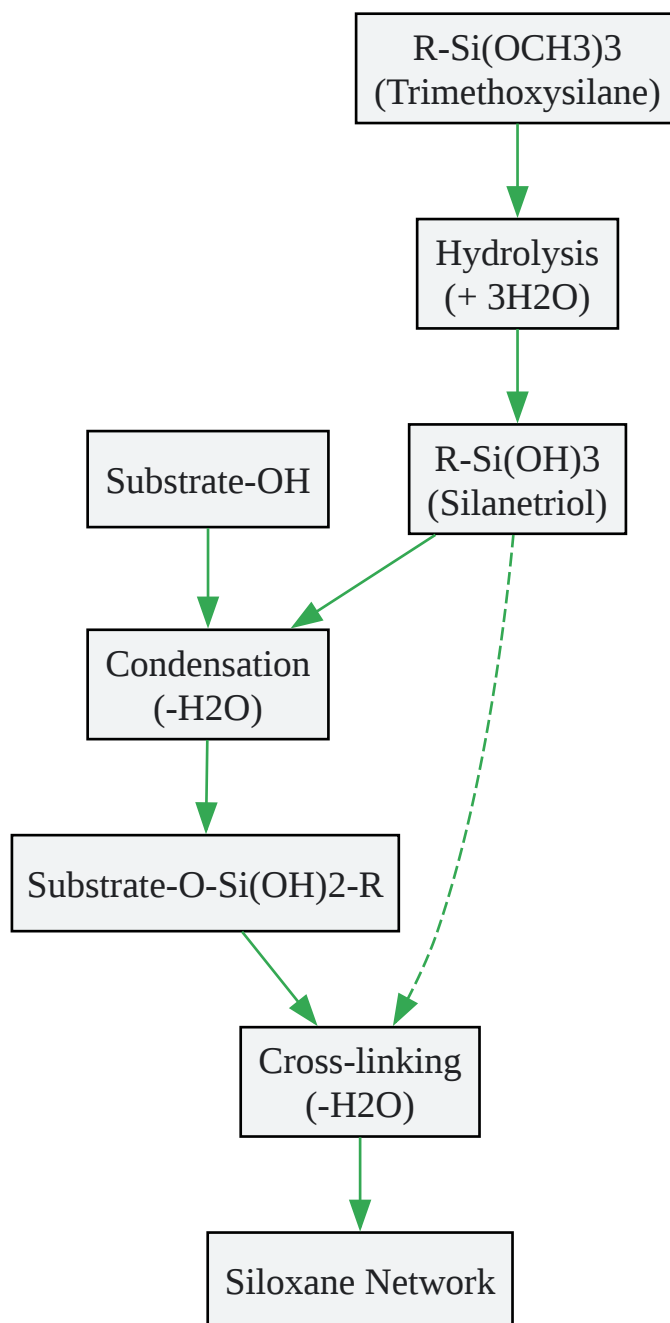 R-Si(OCH3)3
(Trimethoxysilane)
Hydrolysis
(+ 3H2O)
R-Si(OH)3
(Silanetriol)
Substrate-OH
Condensation
(-H2O)
Substrate-O-Si(OH)2-R
Cross-linking
(-H2O)
Siloxane Network